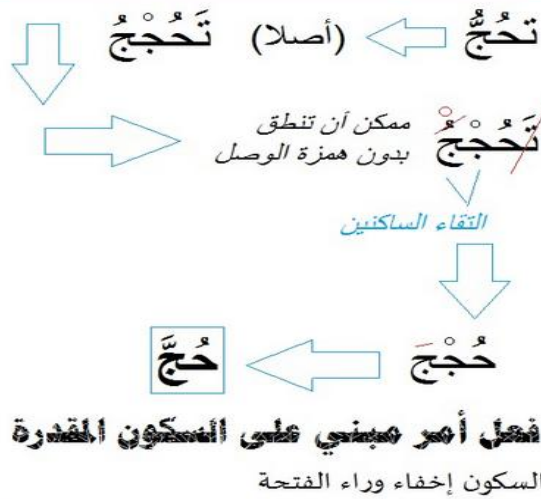 تحُجُّ (أصلا) تَحُجْجُ
تَحُجْجُ ممكن أن تنطق
بدون همزة الوصل
التقاء الساكنين
حُجْجَ حُجَّ
فعل أمر مبني على السكون المقدرة
السكون إخفاء وراء الفتحة